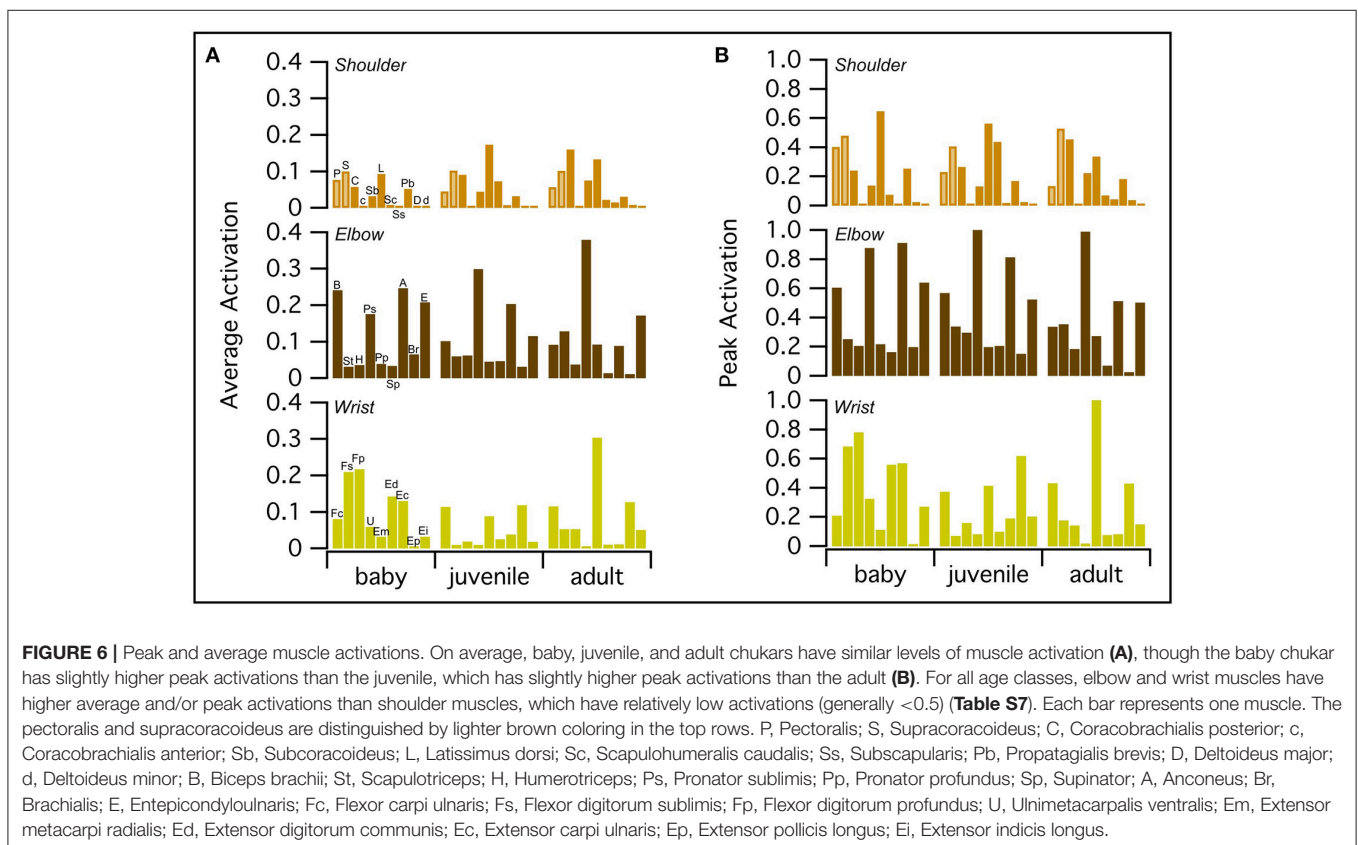 A
B
0.4
0.3
0.2
0.1
0
Shoulder
P
S
C
c
Sb
L
Sc
Ss
Pb
D
d
1.0
0.8
0.6
0.4
0.2
0
Shoulder
Average Activation
0.4
0.3
0.2
0.1
0
Elbow
B
St
H
Ps
Pp
Sp
A
Br
E
Peak Activation
1.0
0.8
0.6
0.4
0.2
0
Elbow
0.4
0.3
0.2
0.1
0
Wrist
Fc
Fs
Fp
U
Em
Ed
Ec
Ep
Ei
1.0
0.8
0.6
0.4
0.2
0
Wrist
baby juvenile adult
baby juvenile adult
FIGURE 6 | Peak and average muscle activations. On average, baby, juvenile, and adult chukars have similar levels of muscle activation (A), though the baby chukar
has slightly higher peak activations than the juvenile, which has slightly higher peak activations than the adult (B). For all age classes, elbow and wrist muscles have
higher average and/or peak activations than shoulder muscles, which have relatively low activations (generally <0.5) (Table S7). Each bar represents one muscle. The
pectoralis and supracoracoideus are distinguished by lighter brown coloring in the top rows. P, Pectoralis; S, Supracoracoideus; C, Coracobrachialis posterior; c,
Coracobrachialis anterior; Sb, Subcoracoideus; L, Latissimus dorsi; Sc, Scapulohumeralis caudalis; Ss, Subscapularis; Pb, Propatagialis brevis; D, Deltoideus major;
d, Deltoideus minor; B, Biceps brachii; St, Scapulotriceps; H, Humerotriceps; Ps, Pronator sublimis; Pp, Pronator profundus; Sp, Supinator; A, Anconeus; Br,
Brachialis; E, Entepicondyloulnaris; Fc, Flexor carpi ulnaris; Fs, Flexor digitorum sublimis; Fp, Flexor digitorum profundus; U, Ulnimetacarpalis ventralis; Em, Extensor
metacarpi radialis; Ed, Extensor digitorum communis; Ec, Extensor carpi ulnaris; Ep, Extensor pollicis longus; Ei, Extensor indicis longus.